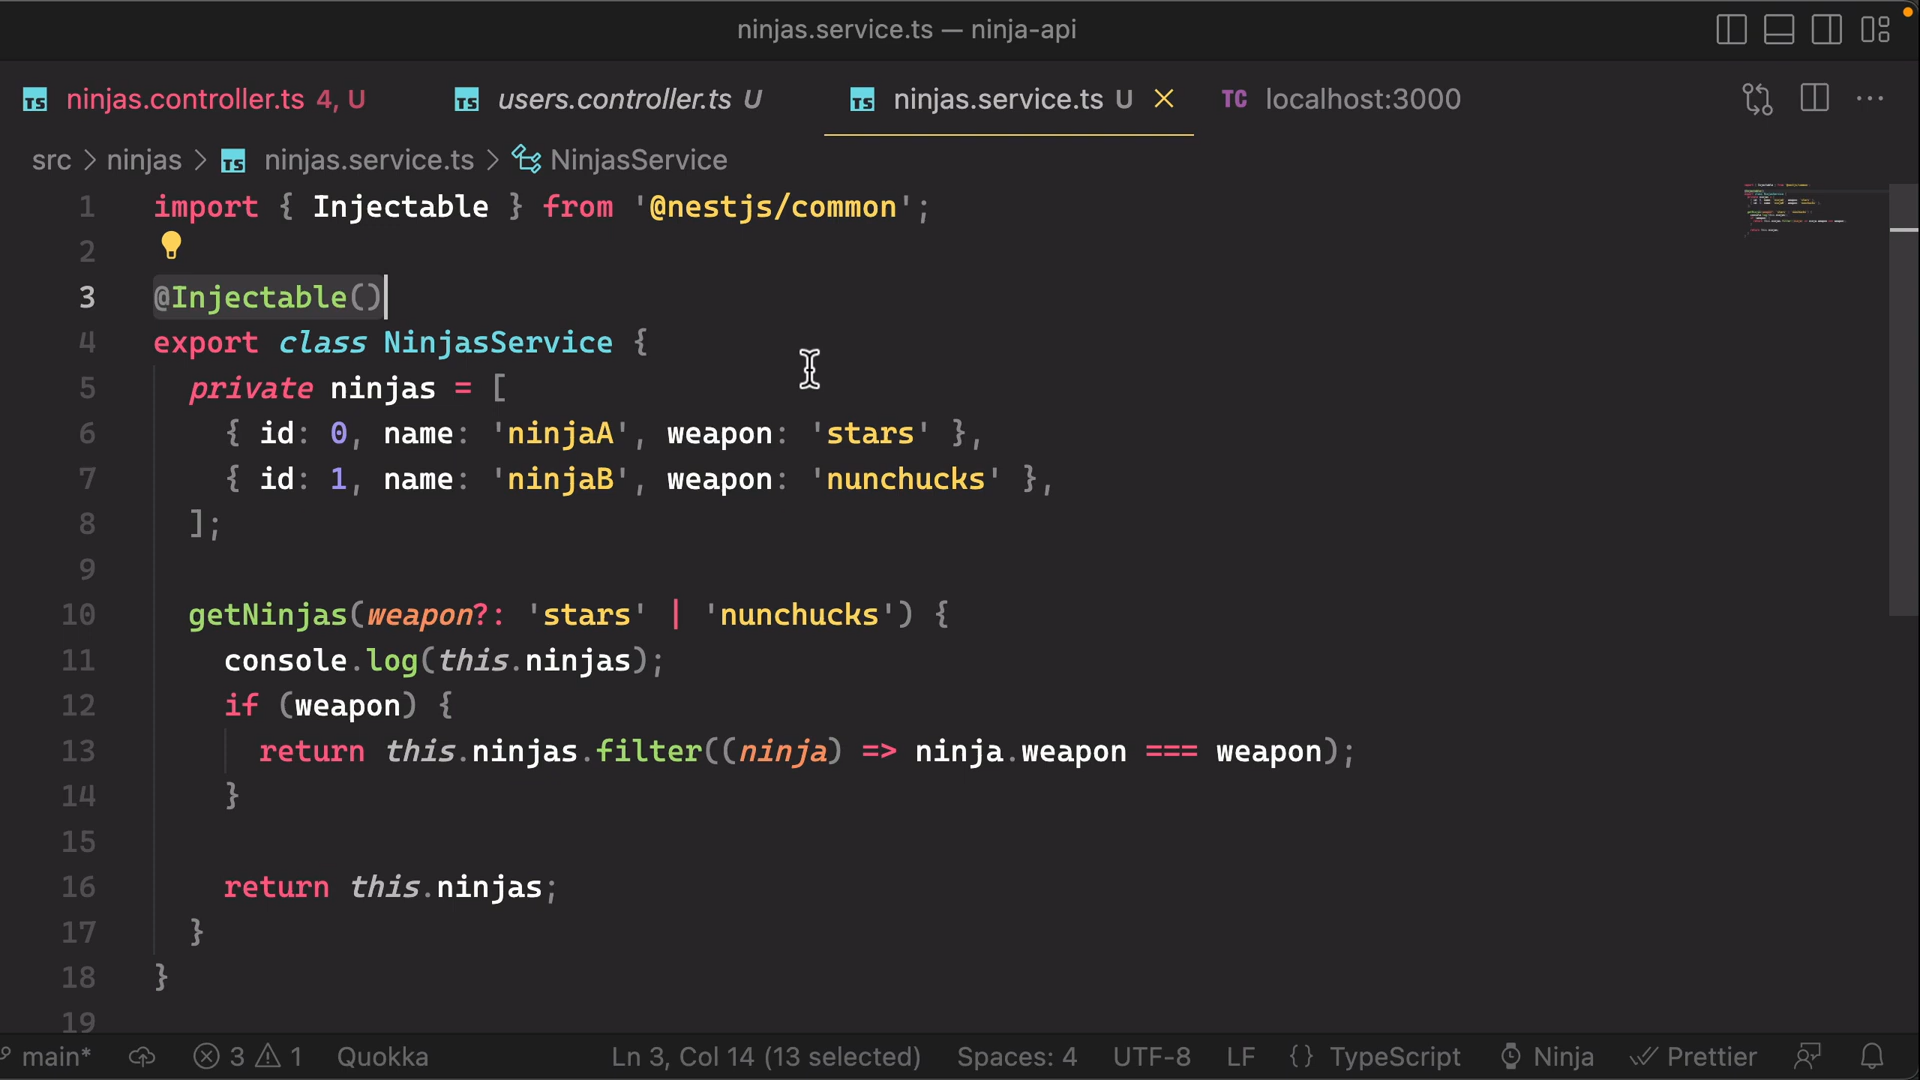 ninjas.service.ts — ninja-api
TS ninjas.controller.ts 4, U TS users.controller.ts U TS ninjas.service.ts U TC localhost:3000 ...
src > ninjas > TS ninjas.service.ts > NinjasService
1 import { Injectable } from '@nestjs/common';
2
3 @Injectable()
4 export class NinjasService {
5 private ninjas = [
6 { id: 0, name: 'ninjaA', weapon: 'stars' },
7 { id: 1, name: 'ninjaB', weapon: 'nunchucks' },
8 ];
9
10 getNinjas(weapon?: 'stars' | 'nunchucks') {
11 console.log(this.ninjas);
12 if (weapon) {
13 return this.ninjas.filter((ninja) => ninja.weapon === weapon);
14 }
15
16 return this.ninjas;
17 }
18 }
19
main* 3 1 Quokka Ln 3, Col 14 (13 selected) Spaces: 4 UTF-8 LF {} TypeScript Ninja Prettier